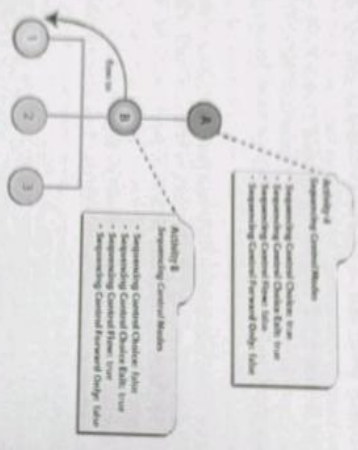 Activity A
Sequencing Control Modes
- Sequencing Control Choice: true
- Sequencing Control Choice Exit: true
- Sequencing Control Flow: false
- Sequencing Control Forward Only: false
A
Activity B
Sequencing Control Modes
- Sequencing Control Choice: false
- Sequencing Control Choice Exit: true
- Sequencing Control Flow: true
- Sequencing Control Forward Only: false
B
1
2
3